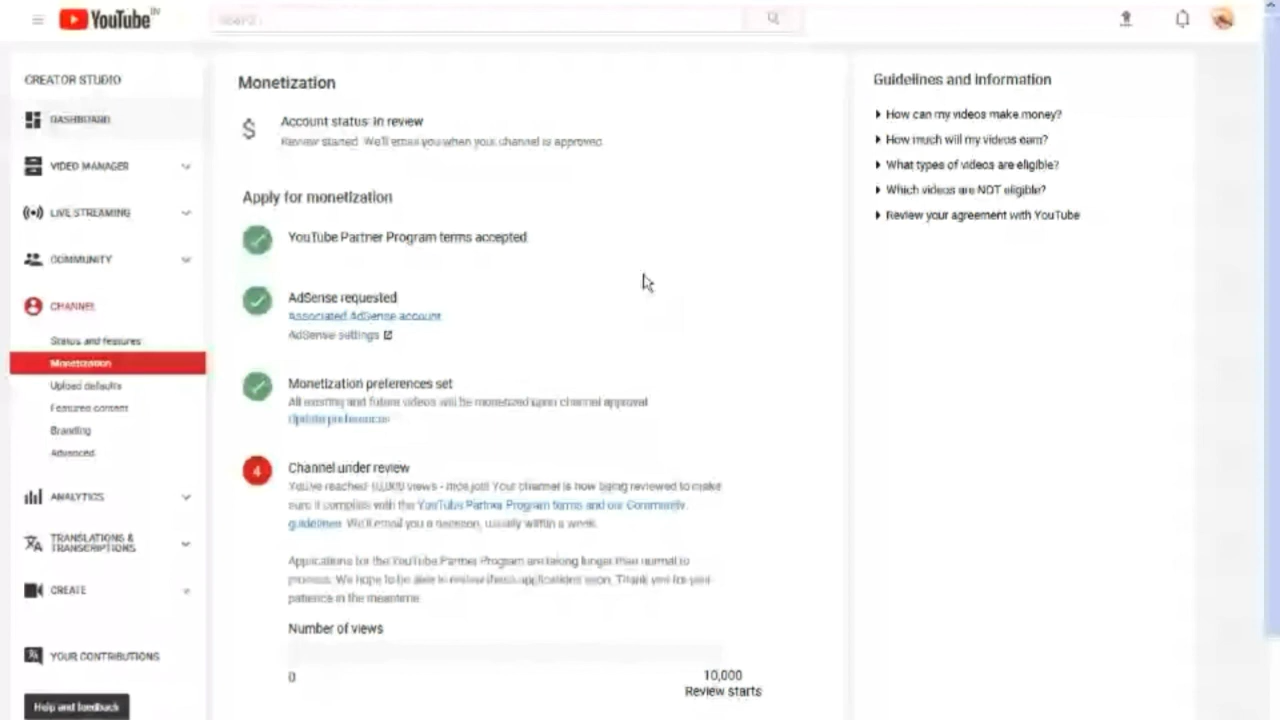 YouTube IN
Search
CREATOR STUDIO
DASHBOARD
VIDEO MANAGER
LIVE STREAMING
COMMUNITY
CHANNEL
Status and features
Monetization
Upload defaults
Featured content
Branding
Advanced
ANALYTICS
TRANSLATIONS &
TRANSCRIPTIONS
CREATE
YOUR CONTRIBUTIONS
Help and feedback
Monetization
$
Account status: In review
Review started. We'll email you when your channel is approved.
Apply for monetization
YouTube Partner Program terms accepted
AdSense requested
Associated AdSense account
AdSense settings
Monetization preferences set
All existing and future videos will be monetized upon channel approval
Update preferences
4
Channel under review
You've reached 10,000 views - nice job! Your channel is now being reviewed to make
sure it complies with the YouTube Partner Program terms and our Community
guidelines. We'll email you a decision, usually within a week.
Applications for the YouTube Partner Program are taking longer than normal to
process. We hope to be able to review these applications soon. Thank you for your
patience in the meantime.
Number of views
0
10,000
Review starts
Guidelines and information
How can my videos make money?
How much will my videos earn?
What types of videos are eligible?
Which videos are NOT eligible?
Review your agreement with YouTube